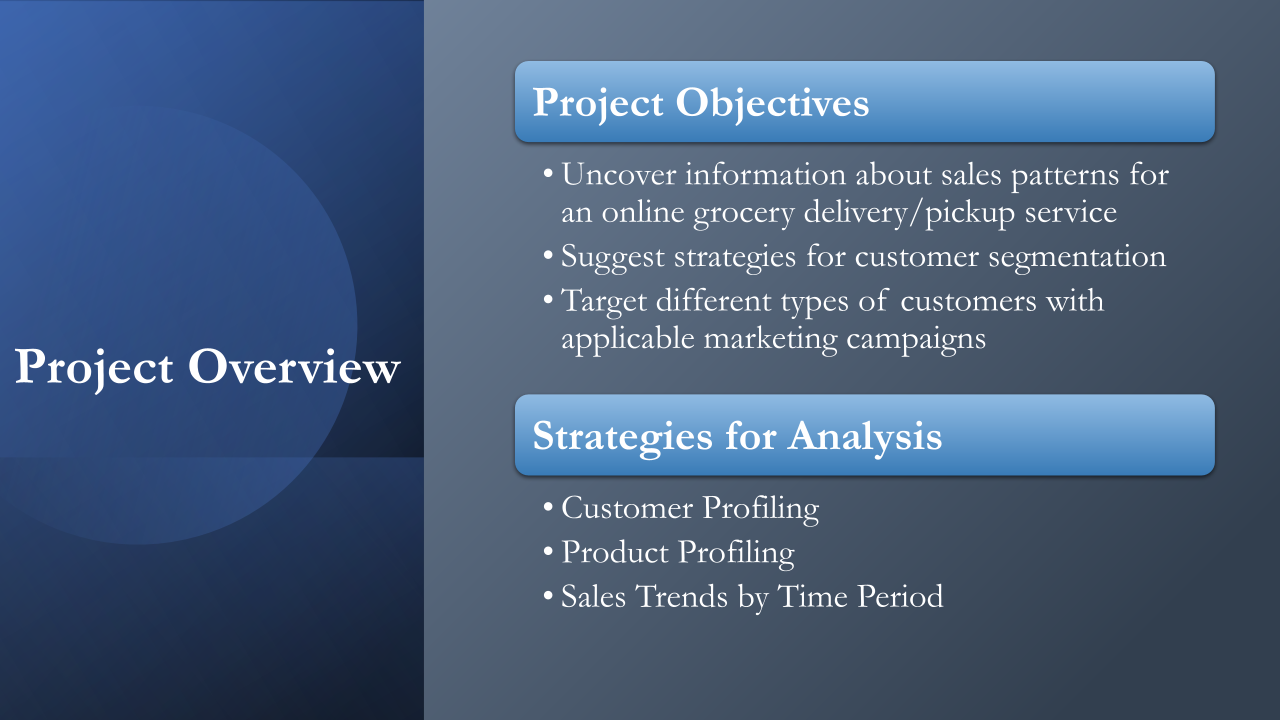 Project Overview
Project Objectives
• Uncover information about sales patterns for
an online grocery delivery/pickup service
• Suggest strategies for customer segmentation
• Target different types of customers with
applicable marketing campaigns
Strategies for Analysis
• Customer Profiling
• Product Profiling
• Sales Trends by Time Period